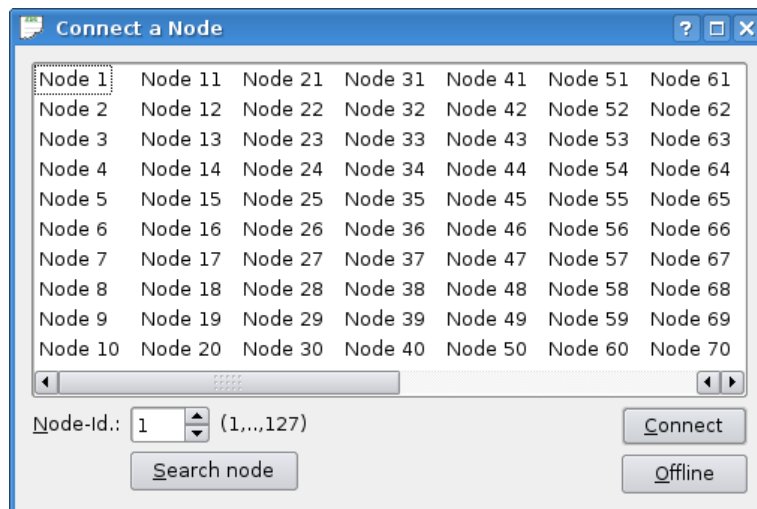 Connect a Node
Node 1 Node 11 Node 21 Node 31 Node 41 Node 51 Node 61
Node 2 Node 12 Node 22 Node 32 Node 42 Node 52 Node 62
Node 3 Node 13 Node 23 Node 33 Node 43 Node 53 Node 63
Node 4 Node 14 Node 24 Node 34 Node 44 Node 54 Node 64
Node 5 Node 15 Node 25 Node 35 Node 45 Node 55 Node 65
Node 6 Node 16 Node 26 Node 36 Node 46 Node 56 Node 66
Node 7 Node 17 Node 27 Node 37 Node 47 Node 57 Node 67
Node 8 Node 18 Node 28 Node 38 Node 48 Node 58 Node 68
Node 9 Node 19 Node 29 Node 39 Node 49 Node 59 Node 69
Node 10 Node 20 Node 30 Node 40 Node 50 Node 60 Node 70
Node-Id.: 1 (1,..,127) Connect
Search node Offline